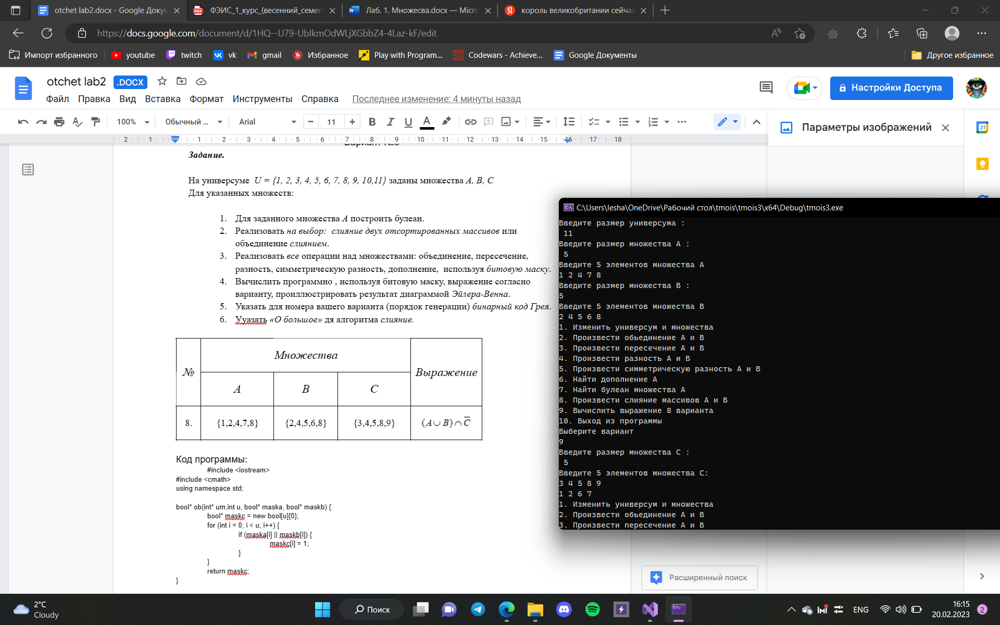 otchet lab2.docx - Google Докум
ФЭИС_1_курс_(весенний_семест
Лаб. 1. Множесва.docx — Micro
король великобритании сейчас
https://docs.google.com/document/d/1HQ--U79-UbIkmOdWLjXGbbZ4-4Laz-kF/edit
Импорт избранного
youtube
twitch
vk
gmail
Избранное
Play with Program...
Codewars - Achieve...
Google Документы
Другое избранное
otchet lab2 .DOCX
Настройки Доступа
Файл Правка Вид Вставка Формат Инструменты Справка Последнее изменение: 4 минуты назад
100% Обычный ... Arial 11
Параметры изображений
2 1 1 2 3 4 5 6 7 8 9 10 11 12 13 14 15 16 17 18
Задание.
На универсуме U = {1, 2, 3, 4, 5, 6, 7, 8, 9, 10,11} заданы множества A, B, C
Для указанных множеств:
1. Для заданного множества A построить булеан.
2. Реализовать на выбор: слияние двух отсортированных массивов или
объединение слиянием.
3. Реализовать все операции над множествами: объединение, пересечение,
разность, симметрическую разность, дополнение, используя битовую маску.
4. Вычислить программно , используя битовую маску, выражение согласно
варианту, проиллюстрировать результат диаграммой Эйлера-Венна.
5. Указать для номера вашего варианта (порядок генерации) бинарный код Грея.
6. Ууазать «О большое» дя алгоритма слияние.
№ Множества Выражение
A B C
8. {1,2,4,7,8} {2,4,5,6,8} {3,4,5,8,9} (A∪B)∩C̅
Код программы:
#include <iostream>
#include <cmath>
using namespace std;
bool* ob(int* um,int u, bool* maska, bool* maskb) {
bool* maskc = new bool[u]{0};
for (int i = 0; i < u; i++) {
if (maska[i] || maskb[i]) {
maskc[i] = 1;
}
}
return maskc;
}
C:\Users\lesha\OneDrive\Рабочий стол\tmois\tmois3\x64\Debug\tmois3.exe
Введите размер универсума :
11
Введите размер множества A :
5
Введите 5 элементов множества A
1 2 4 7 8
Введите размер множества B :
5
Введите 5 элементов множества B
2 4 5 6 8
1. Изменить универсум и множества
2. Произвести обьединение A и B
3. Произвести пересечение A и B
4. Произвести разность A и B
5. Произвести симметрическую разность A и B
6. Найти дополнение A
7. Найти булеан множества A
8. Произвести слияние массивов A и B
9. Вычислить выражение 8 варианта
10. Выход из программы
Выберите вариант
9
Введите размер множества C :
5
Введите 5 элементов множества C:
3 4 5 8 9
1 2 6 7
1. Изменить универсум и множества
2. Произвести обьединение A и B
3. Произвести пересечение A и B
Расширенный поиск
31
2°C
Cloudy
Поиск
ENG
16:15
20.02.2023
2